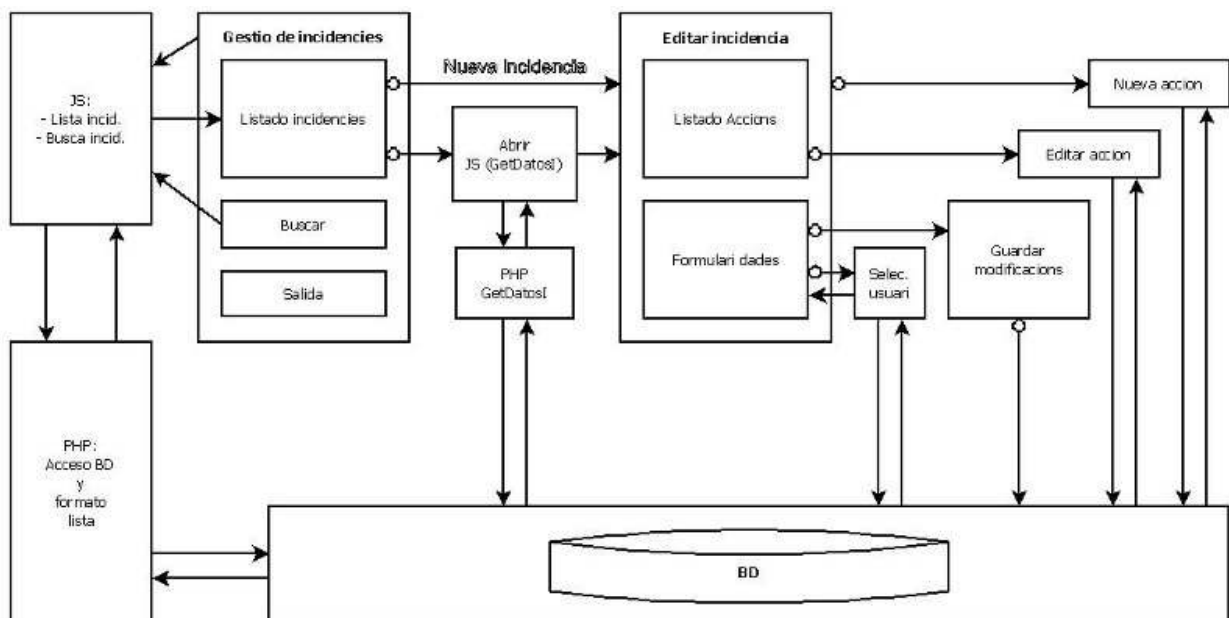 Gestio de incidencies
Editar incidencia
Nueva Incidencia
JS:
- Lista incid.
- Busca incid.
Listado incidencies
Abrir
JS (GetDatosI)
Listado Accions
Nueva accion
Editar accion
Buscar
Salida
PHP
GetDatosI
Formulari dades
Selec.
usuari
Guardar
modificacions
PHP:
Acceso BD
y
formato
lista
BD